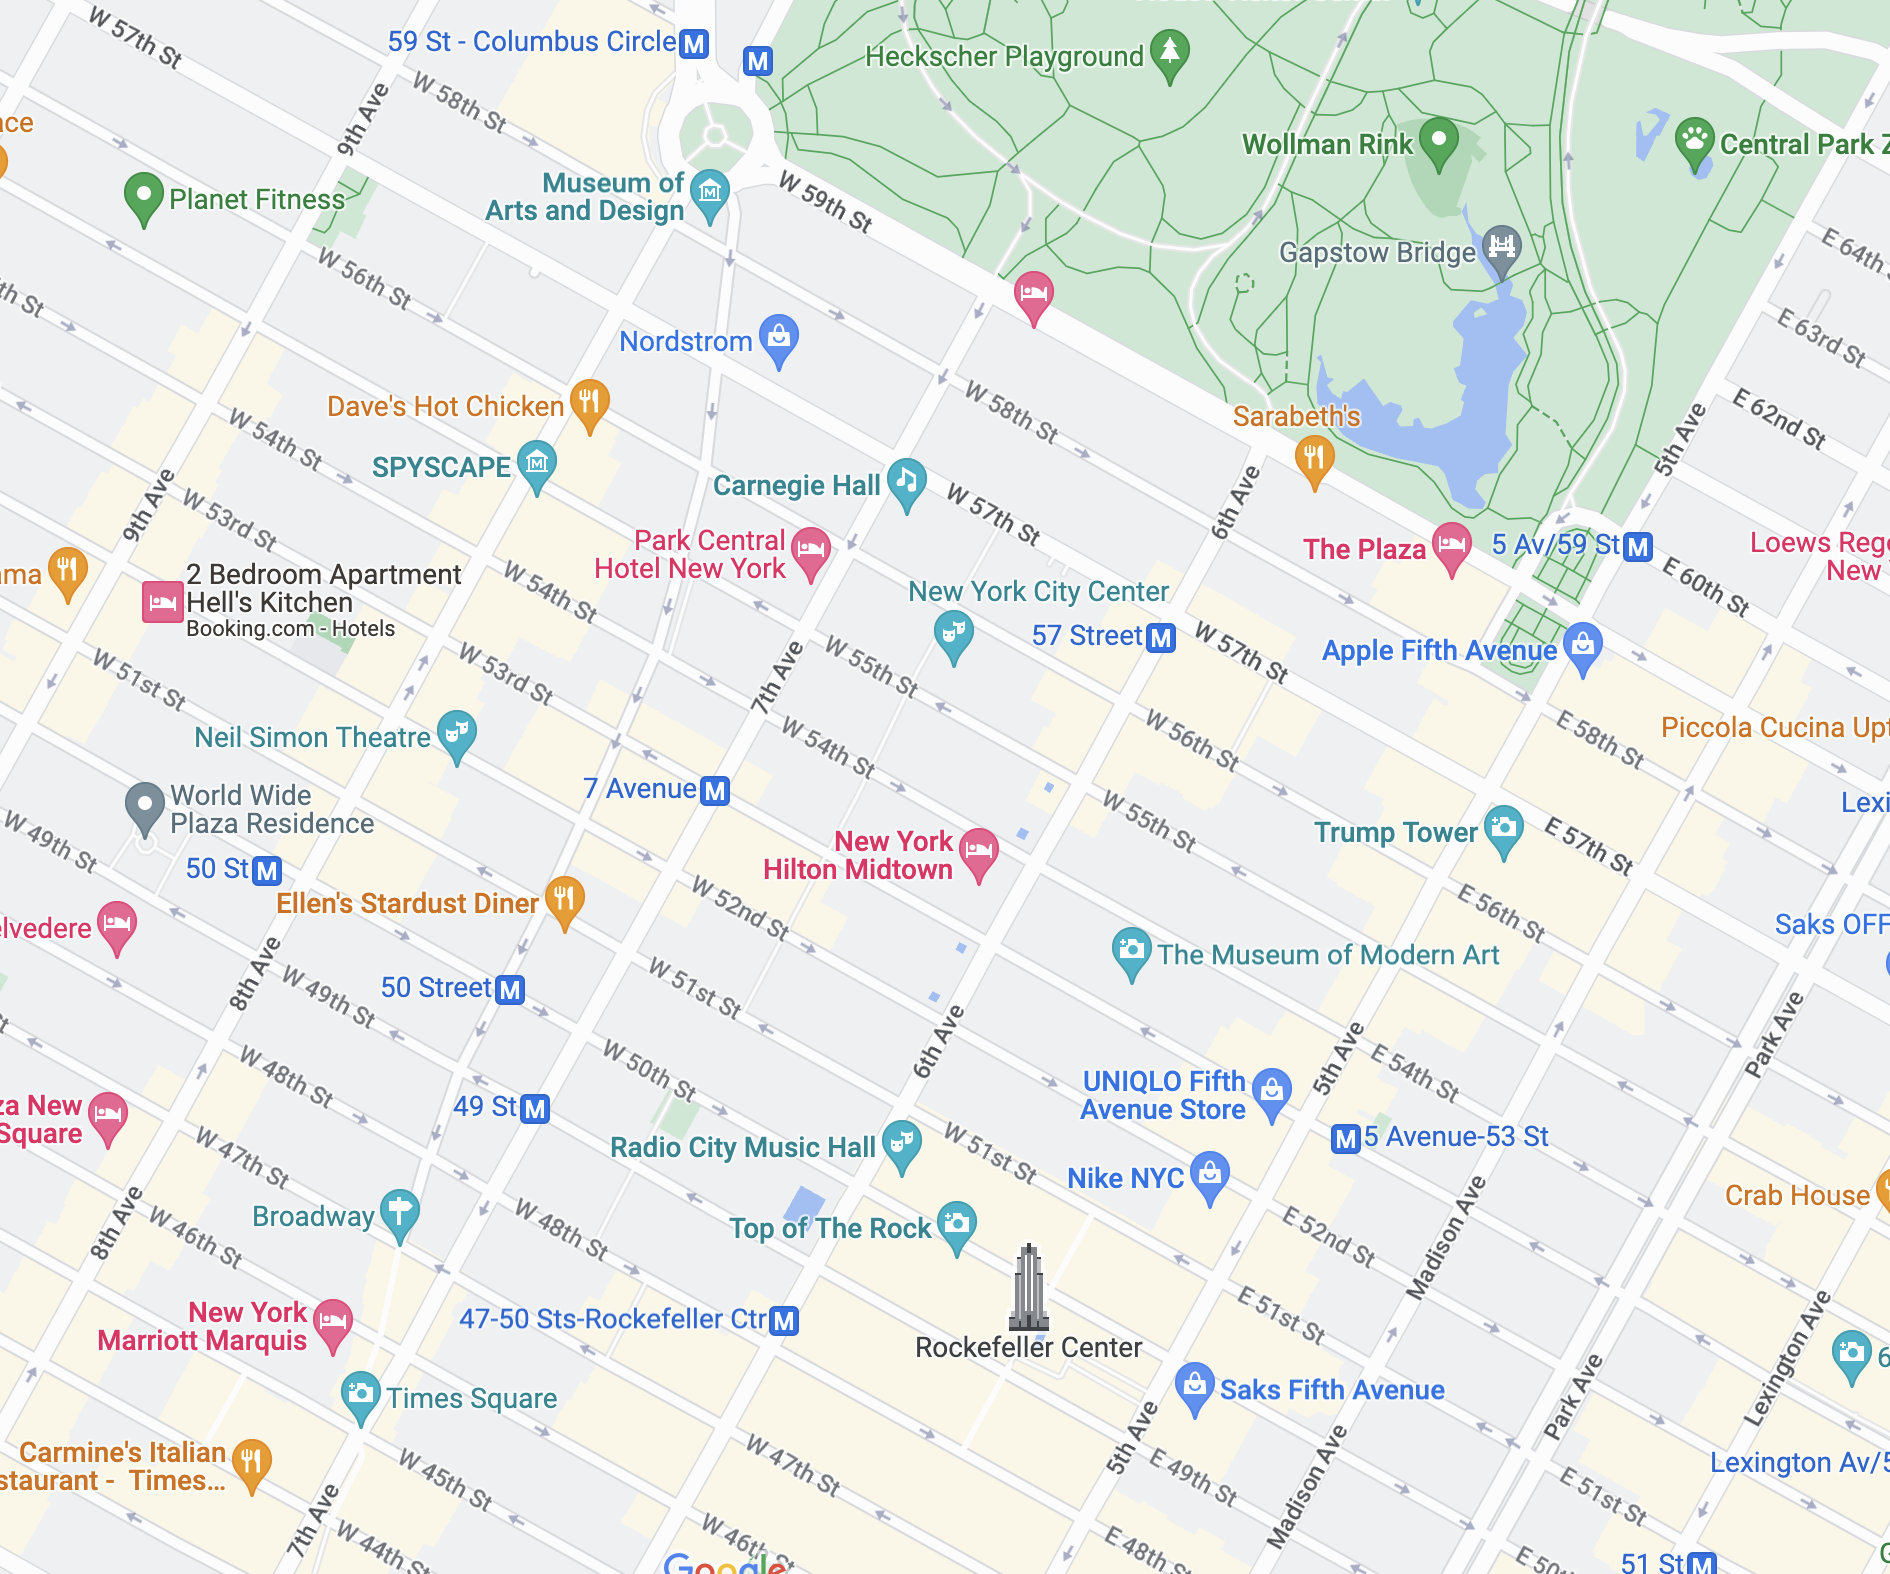 59 St - Columbus Circle
Heckscher Playground
W 57th St
W 58th St
9th Ave
Wollman Rink
Central Park Z
Planet Fitness
Museum of
Arts and Design
W 59th St
Gapstow Bridge
E 64th S
W 56th St
th St
Nordstrom
E 63rd St
Dave's Hot Chicken
W 58th St
Sarabeth's
E 62nd St
5th Ave
W 54th St
SPYSCAPE
Carnegie Hall
W 57th St
6th Ave
9th Ave
W 53rd St
Park Central
Hotel New York
The Plaza
5 Av/59 St
Loews Reg
New
ama
2 Bedroom Apartment
Hell's Kitchen
Booking.com - Hotels
W 54th St
New York City Center
57 Street
E 60th St
W 57th St
Apple Fifth Avenue
W 51st St
W 53rd St
7th Ave
W 55th St
Neil Simon Theatre
W 54th St
W 56th St
E 58th St
Piccola Cucina Upt
7 Avenue
World Wide
Plaza Residence
W 49th St
50 St
Lexi
W 55th St
Trump Tower
E 57th St
New York
Hilton Midtown
Ellen's Stardust Diner
W 52nd St
E 56th St
elvedere
Saks OFF
8th Ave
W 49th St
50 Street
W 51st St
The Museum of Modern Art
6th Ave
Park Ave
5th Ave
W 48th St
W 50th St
E 54th St
UNIQLO Fifth
Avenue Store
za New
Square
49 St
W 47th St
Radio City Music Hall
W 51st St
5 Avenue-53 St
Nike NYC
Crab House
8th Ave
W 46th St
Broadway
W 48th St
Top of The Rock
E 52nd St
Madison Ave
New York
Marriott Marquis
47-50 Sts-Rockefeller Ctr
Rockefeller Center
E 51st St
Lexington Ave
6
Times Square
Saks Fifth Avenue
Park Ave
Carmine's Italian
staurant - Times...
W 45th St
W 47th St
5th Ave
E 49th St
Madison Ave
Lexington Av/5
E 51st St
7th Ave
W 44th St
W 46th St
E 48th St
E 50th
51 St
Google